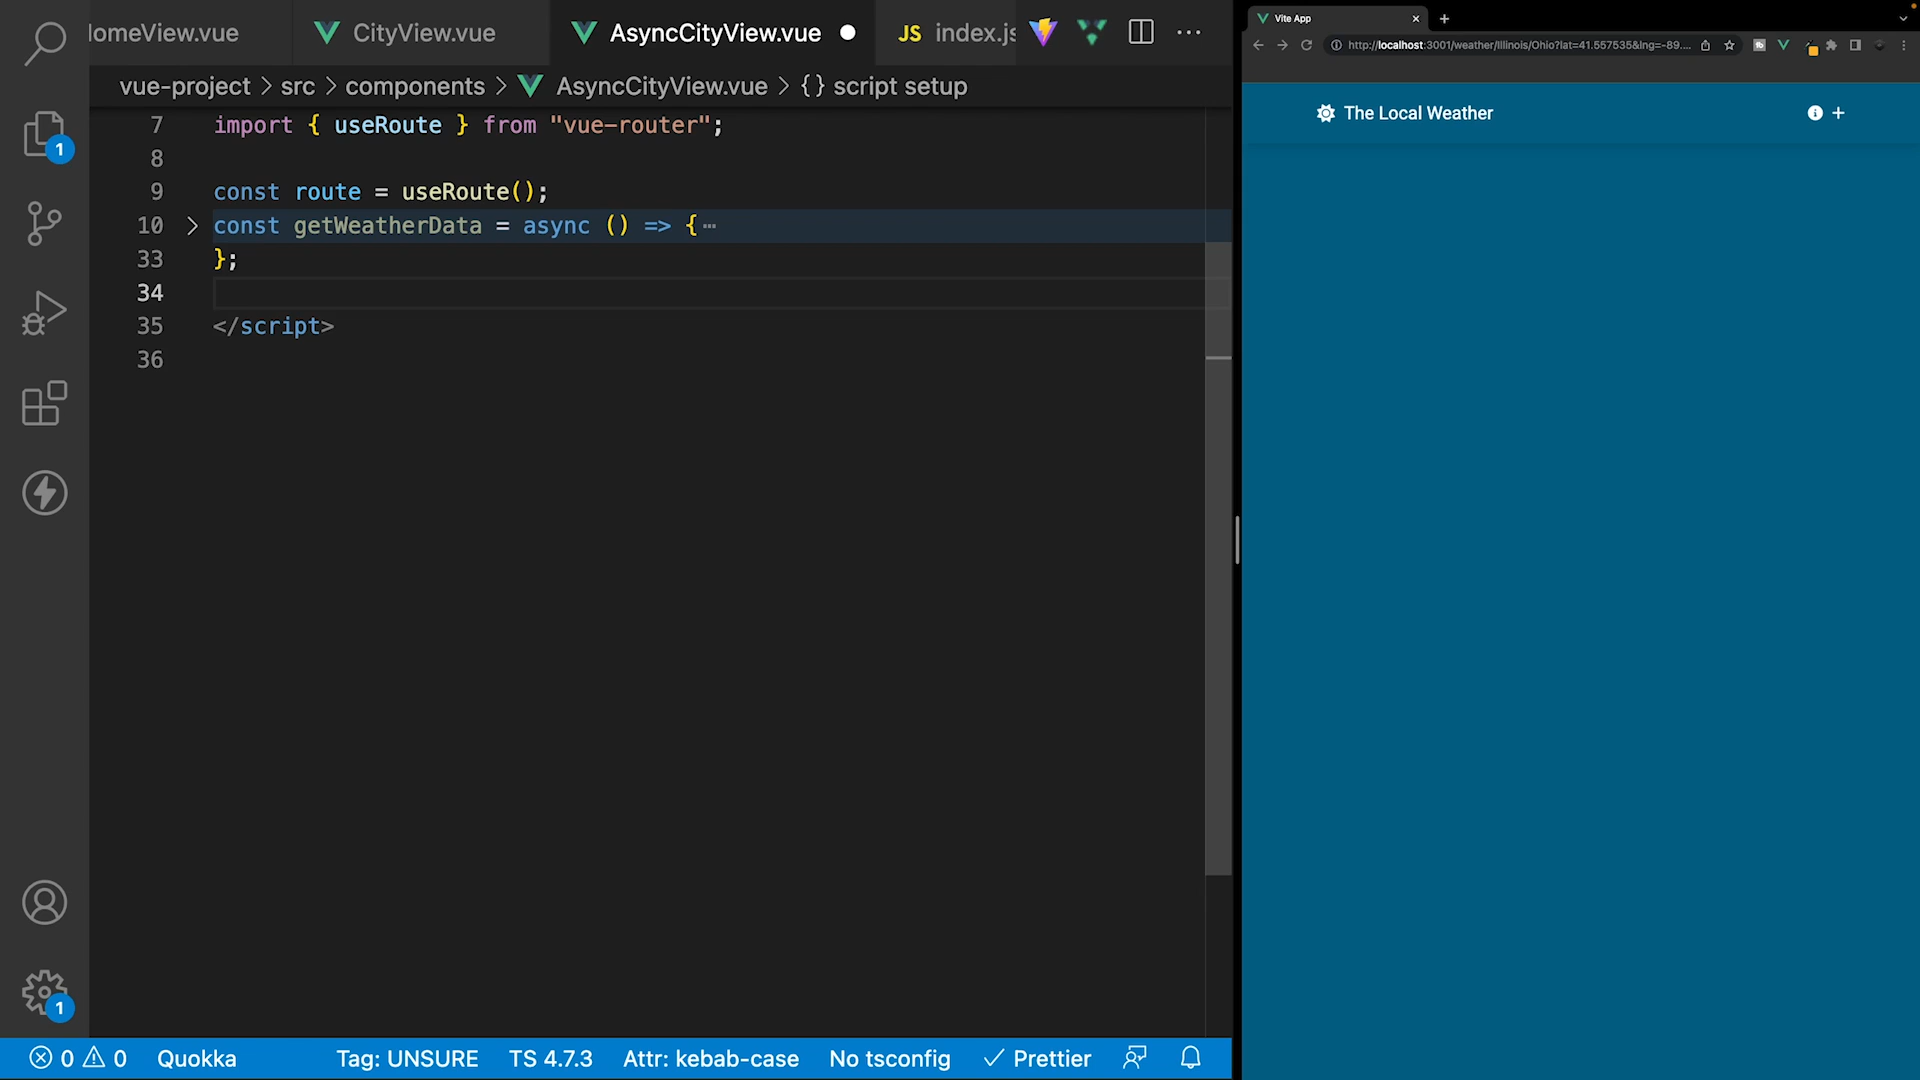 omeView.vue
CityView.vue
AsyncCityView.vue
JS index.js
vue-project > src > components > AsyncCityView.vue > {} script setup
7 import { useRoute } from "vue-router";
8
9 const route = useRoute();
10 const getWeatherData = async () => {⋯
33 };
34
35 </script>
36
1
1
0 0 Quokka Tag: UNSURE TS 4.7.3 Attr: kebab-case No tsconfig Prettier
Vite App
http://localhost:3001/weather/Illinois/Ohio?lat=41.557535&lng=-89....
The Local Weather